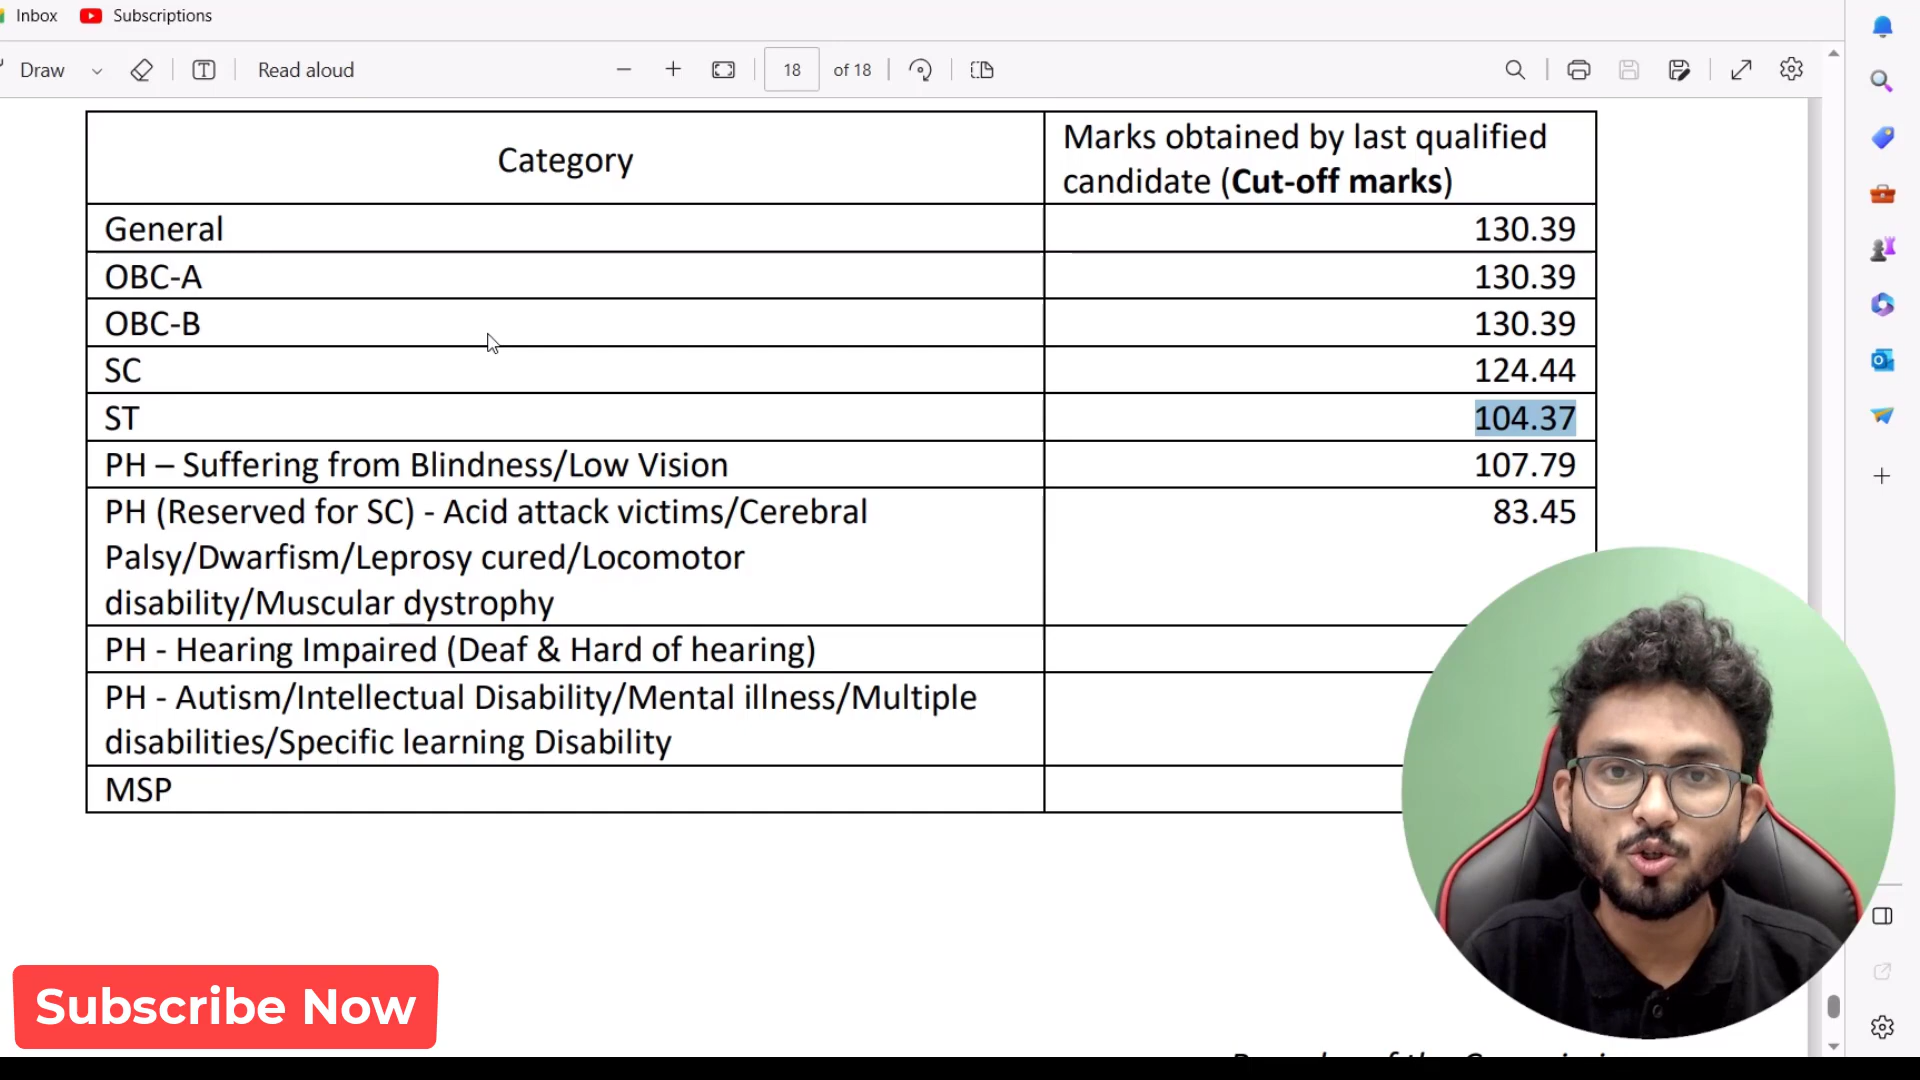 Inbox Subscriptions
Draw Read aloud 18 of 18
Category
Marks obtained by last qualified
candidate (Cut-off marks)
General 130.39
OBC-A 130.39
OBC-B 130.39
SC 124.44
ST 104.37
PH – Suffering from Blindness/Low Vision 107.79
PH (Reserved for SC) - Acid attack victims/Cerebral 83.45
Palsy/Dwarfism/Leprosy cured/Locomotor
disability/Muscular dystrophy
PH - Hearing Impaired (Deaf & Hard of hearing)
PH - Autism/Intellectual Disability/Mental illness/Multiple
disabilities/Specific learning Disability
MSP
Subscribe Now